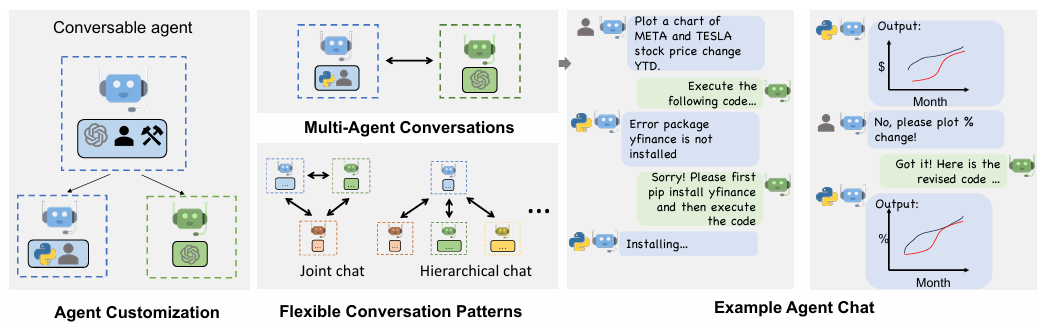 Conversable agent
Agent Customization
Multi-Agent Conversations
...
...
...
...
...
...
...
...
Joint chat
Hierarchical chat
Flexible Conversation Patterns
Plot a chart of
META and TESLA
stock price change
YTD.
Execute the
following code...
Error package
yfinance is not
installed
Sorry! Please first
pip install yfinance
and then execute
the code
Installing...
Output:
$
Month
No, please plot %
change!
Got it! Here is the
revised code ...
Output:
%
Month
Example Agent Chat